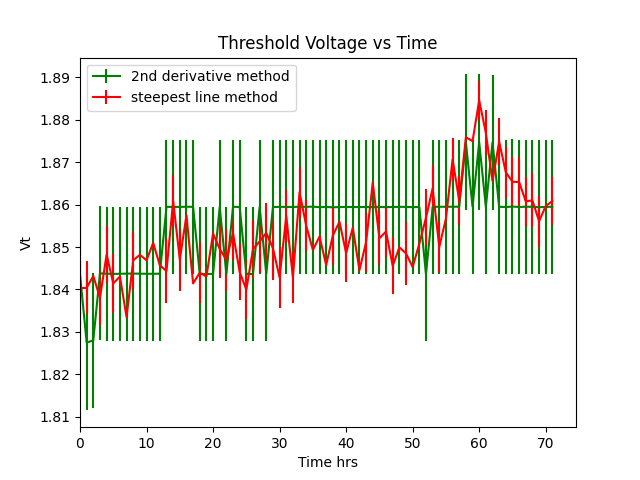 Threshold Voltage vs Time
2nd derivative method
steepest line method
1.89
1.88
1.87
1.86
1.85
1.84
1.83
1.82
1.81
Vt
0 10 20 30 40 50 60 70
Time hrs